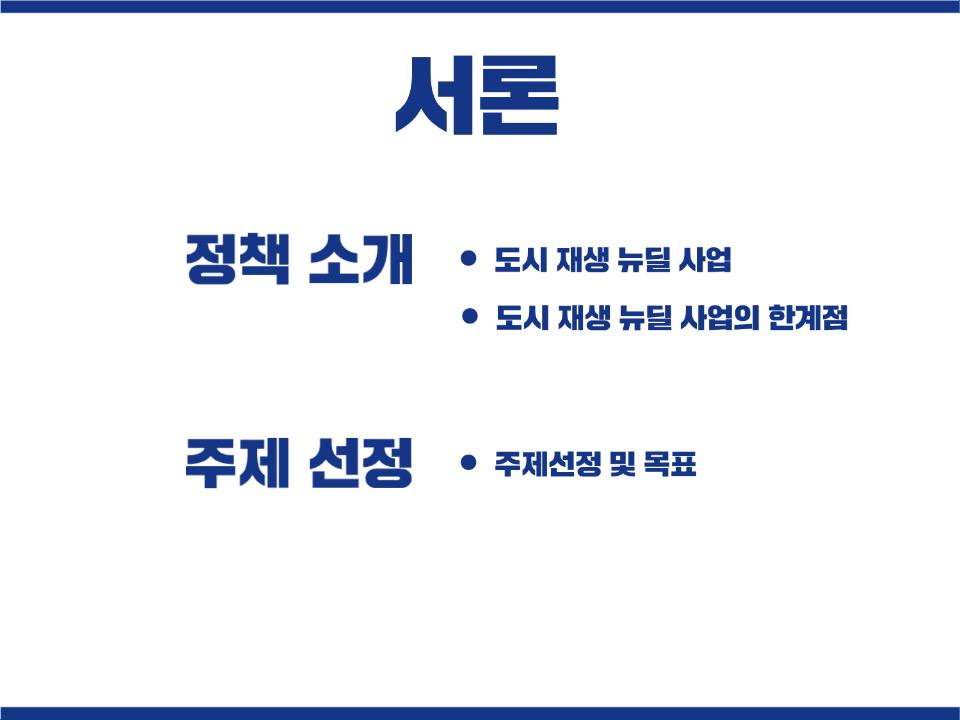 서론
정책 소개
● 도시 재생 뉴딜 사업
● 도시 재생 뉴딜 사업의 한계점
주제 선정
● 주제선정 및 목표